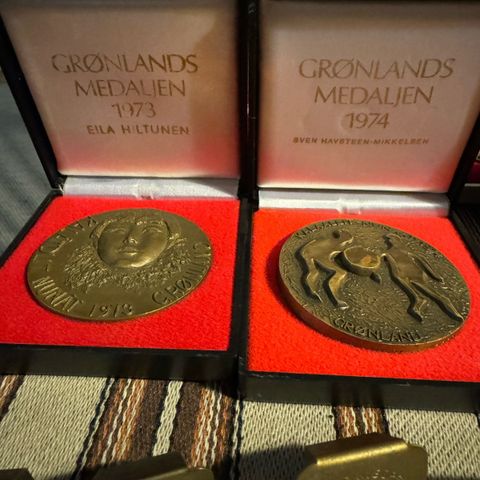 GRØNLANDS
MEDALJEN
1973
EILA HILTUNEN
GRØNLANDS
MEDALJEN
1974
SVEN HAVSTEEN-MIKKELSEN
1973
GRØNLAND